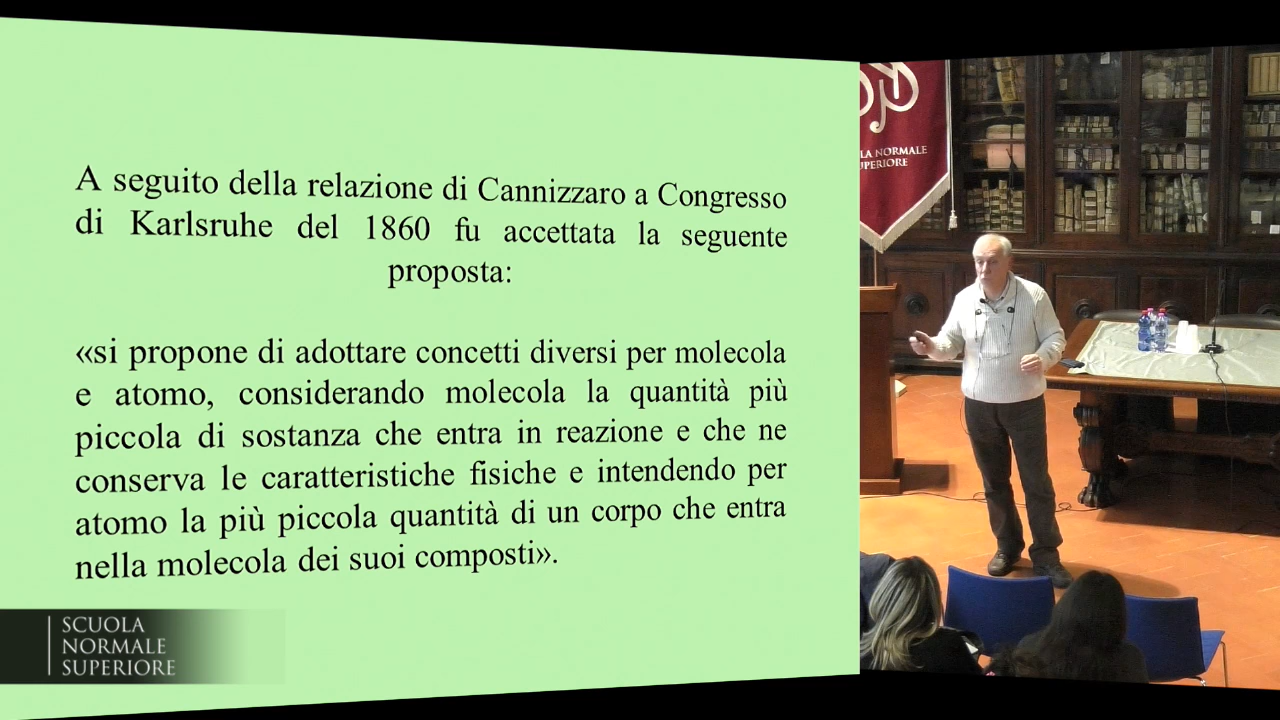 A seguito della relazione di Cannizzaro a Congresso
di Karlsruhe del 1860 fu accettata la seguente
proposta:
«si propone di adottare concetti diversi per molecola
e atomo, considerando molecola la quantità più
piccola di sostanza che entra in reazione e che ne
conserva le caratteristiche fisiche e intendendo per
atomo la più piccola quantità di un corpo che entra
nella molecola dei suoi composti».
SCUOLA
NORMALE
SUPERIORE
LA NORMALE
UPERIORE